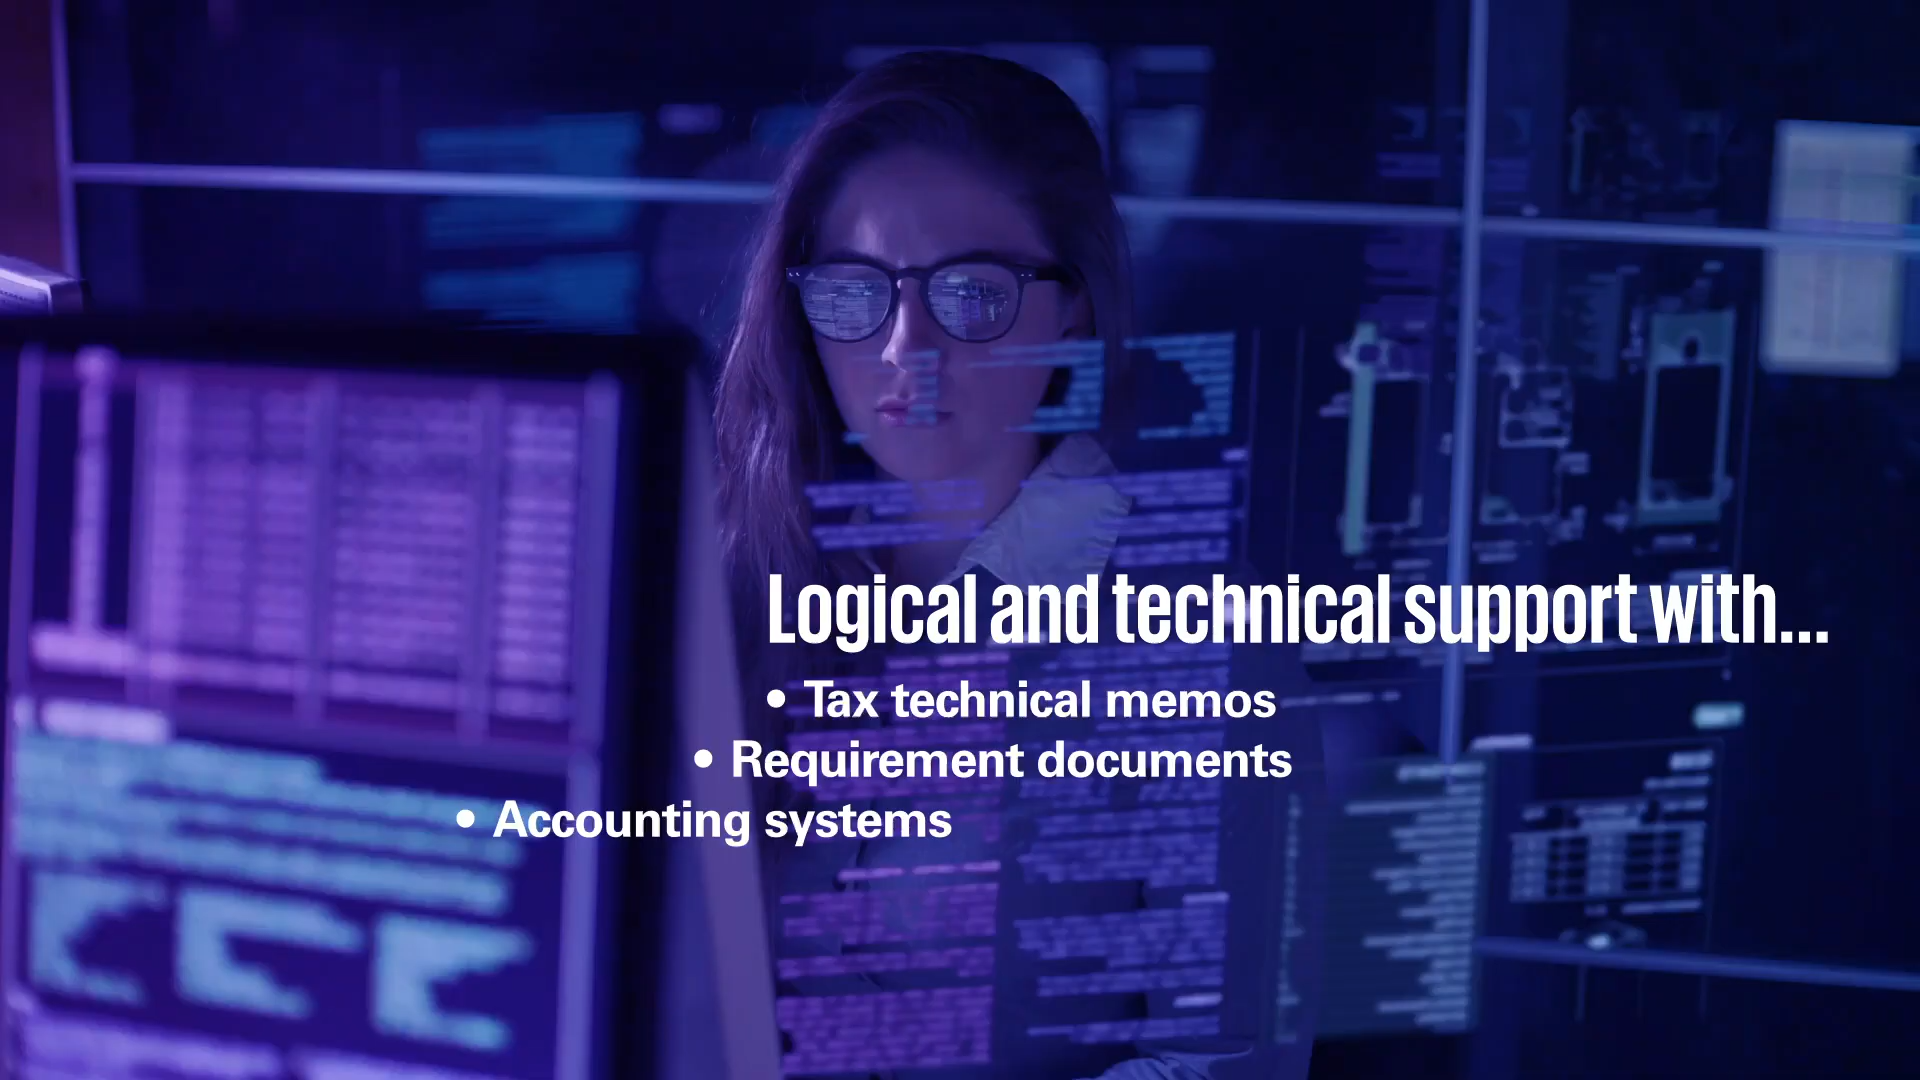 Logical and technical support with...
• Tax technical memos
• Requirement documents
• Accounting systems